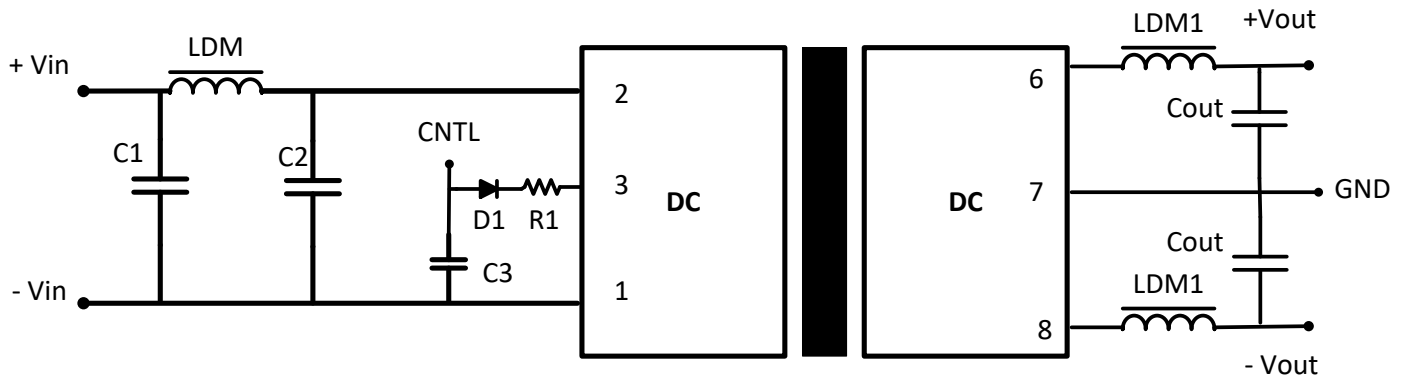 LDM
+ Vin
C1
C2
CNTL
D1
R1
C3
- Vin
2
3
1
DC
DC
6
7
8
LDM1
+Vout
Cout
GND
Cout
LDM1
- Vout